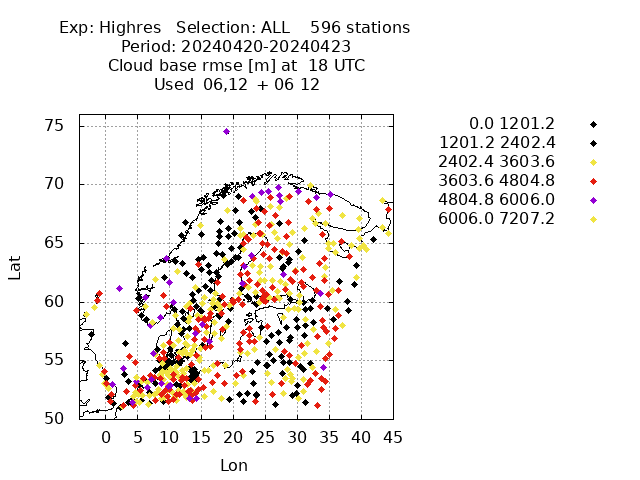 Exp: Highres   Selection: ALL    596 stations
Period: 20240420-20240423
Cloud base rmse [m] at  18 UTC
Used  06,12  + 06 12
0.0 1201.2
1201.2 2402.4
2402.4 3603.6
3603.6 4804.8
4804.8 6006.0
6006.0 7207.2
75
70
65
60
55
50
Lat
0 5 10 15 20 25 30 35 40 45
Lon